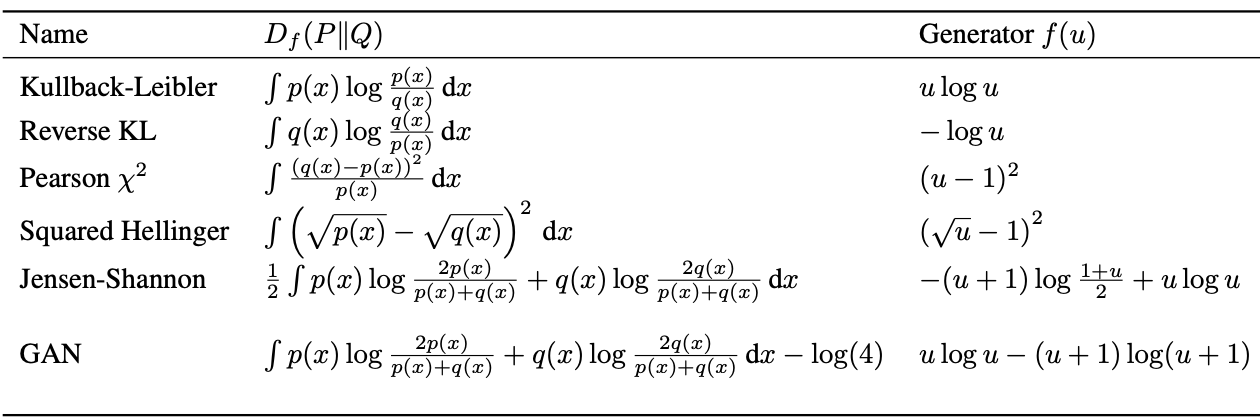 Name D_f(P‖Q) Generator f(u)
Kullback-Leibler ∫ p(x) log p(x)/q(x) dx u log u
Reverse KL ∫ q(x) log q(x)/p(x) dx − log u
Pearson χ² ∫ (q(x)−p(x))²/p(x) dx (u − 1)²
Squared Hellinger ∫ (√p(x) − √q(x))² dx (√u − 1)²
Jensen-Shannon 1/2 ∫ p(x) log 2p(x)/(p(x)+q(x)) + q(x) log 2q(x)/(p(x)+q(x)) dx −(u + 1) log (1+u)/2 + u log u
GAN ∫ p(x) log 2p(x)/(p(x)+q(x)) + q(x) log 2q(x)/(p(x)+q(x)) dx − log(4) u log u − (u + 1) log(u + 1)